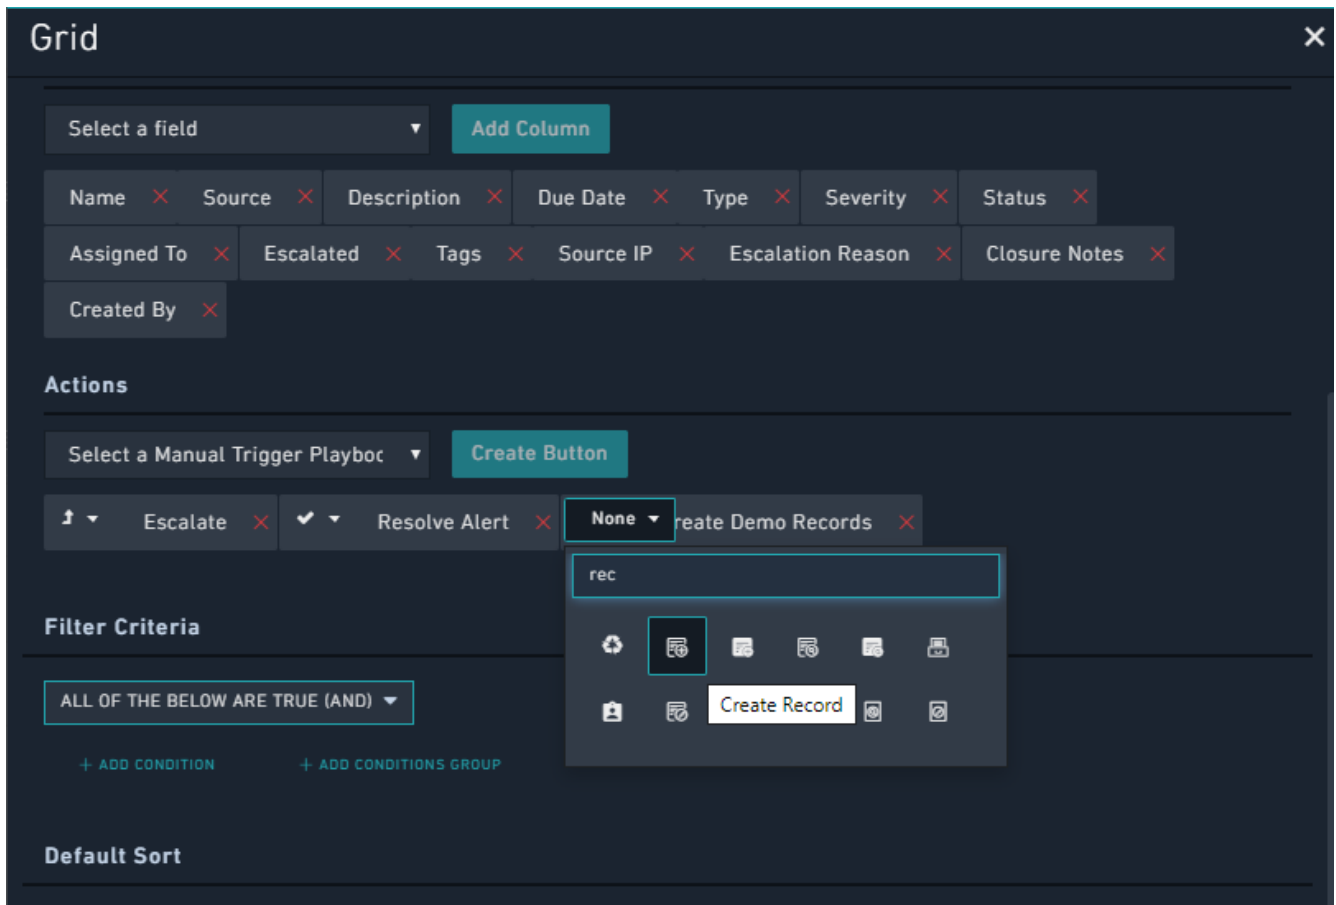 Grid
Select a field Add Column
Name Source Description Due Date Type Severity Status
Assigned To Escalated Tags Source IP Escalation Reason Closure Notes
Created By
Actions
Select a Manual Trigger Playboc Create Button
Escalate Resolve Alert None reate Demo Records
rec
Filter Criteria
ALL OF THE BELOW ARE TRUE (AND)
Create Record
+ ADD CONDITION + ADD CONDITIONS GROUP
Default Sort